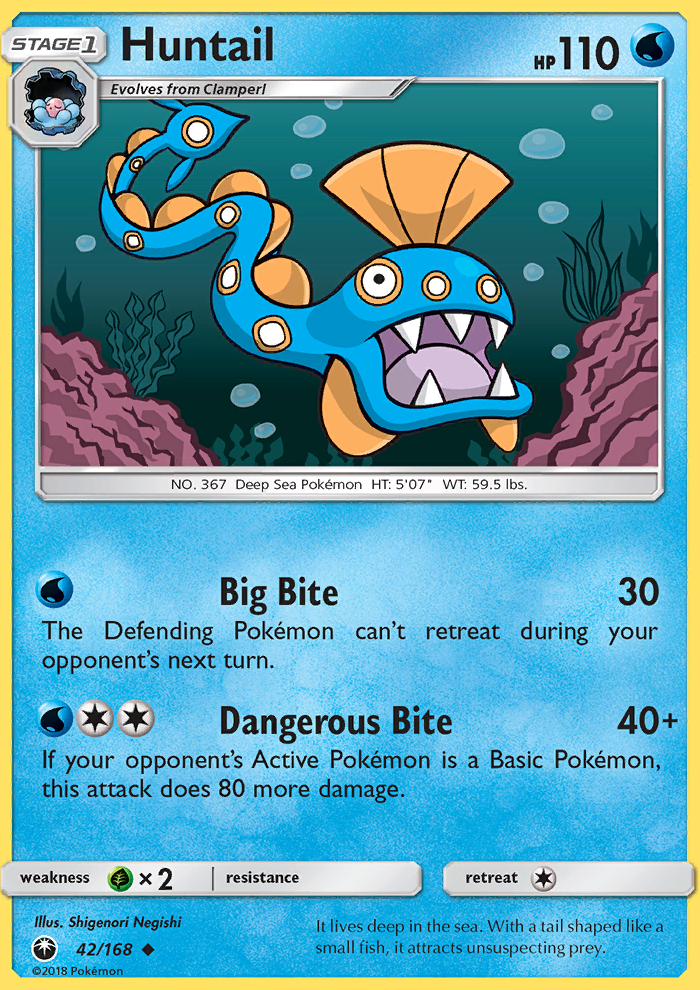 STAGE1
Huntail
HP110
Evolves from Clamperl
NO. 367 Deep Sea Pokémon HT: 5'07" WT: 59.5 lbs.
Big Bite 30
The Defending Pokémon can't retreat during your
opponent's next turn.
Dangerous Bite 40+
If your opponent's Active Pokémon is a Basic Pokémon,
this attack does 80 more damage.
weakness ×2 resistance retreat
Illus. Shigenori Negishi
42/168
©2018 Pokémon
It lives deep in the sea. With a tail shaped like a
small fish, it attracts unsuspecting prey.